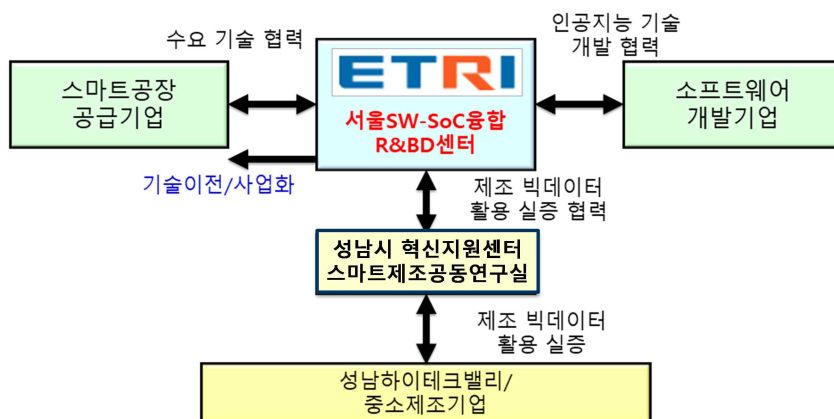 수요 기술 협력
인공지능 기술
개발 협력
스마트공장
공급기업
ETRI
서울SW-SoC융합
R&BD센터
소프트웨어
개발기업
기술이전/사업화
제조 빅데이터
활용 실증 협력
성남시 혁신지원센터
스마트제조공동연구실
제조 빅데이터
활용 실증
성남하이테크밸리/
중소제조기업